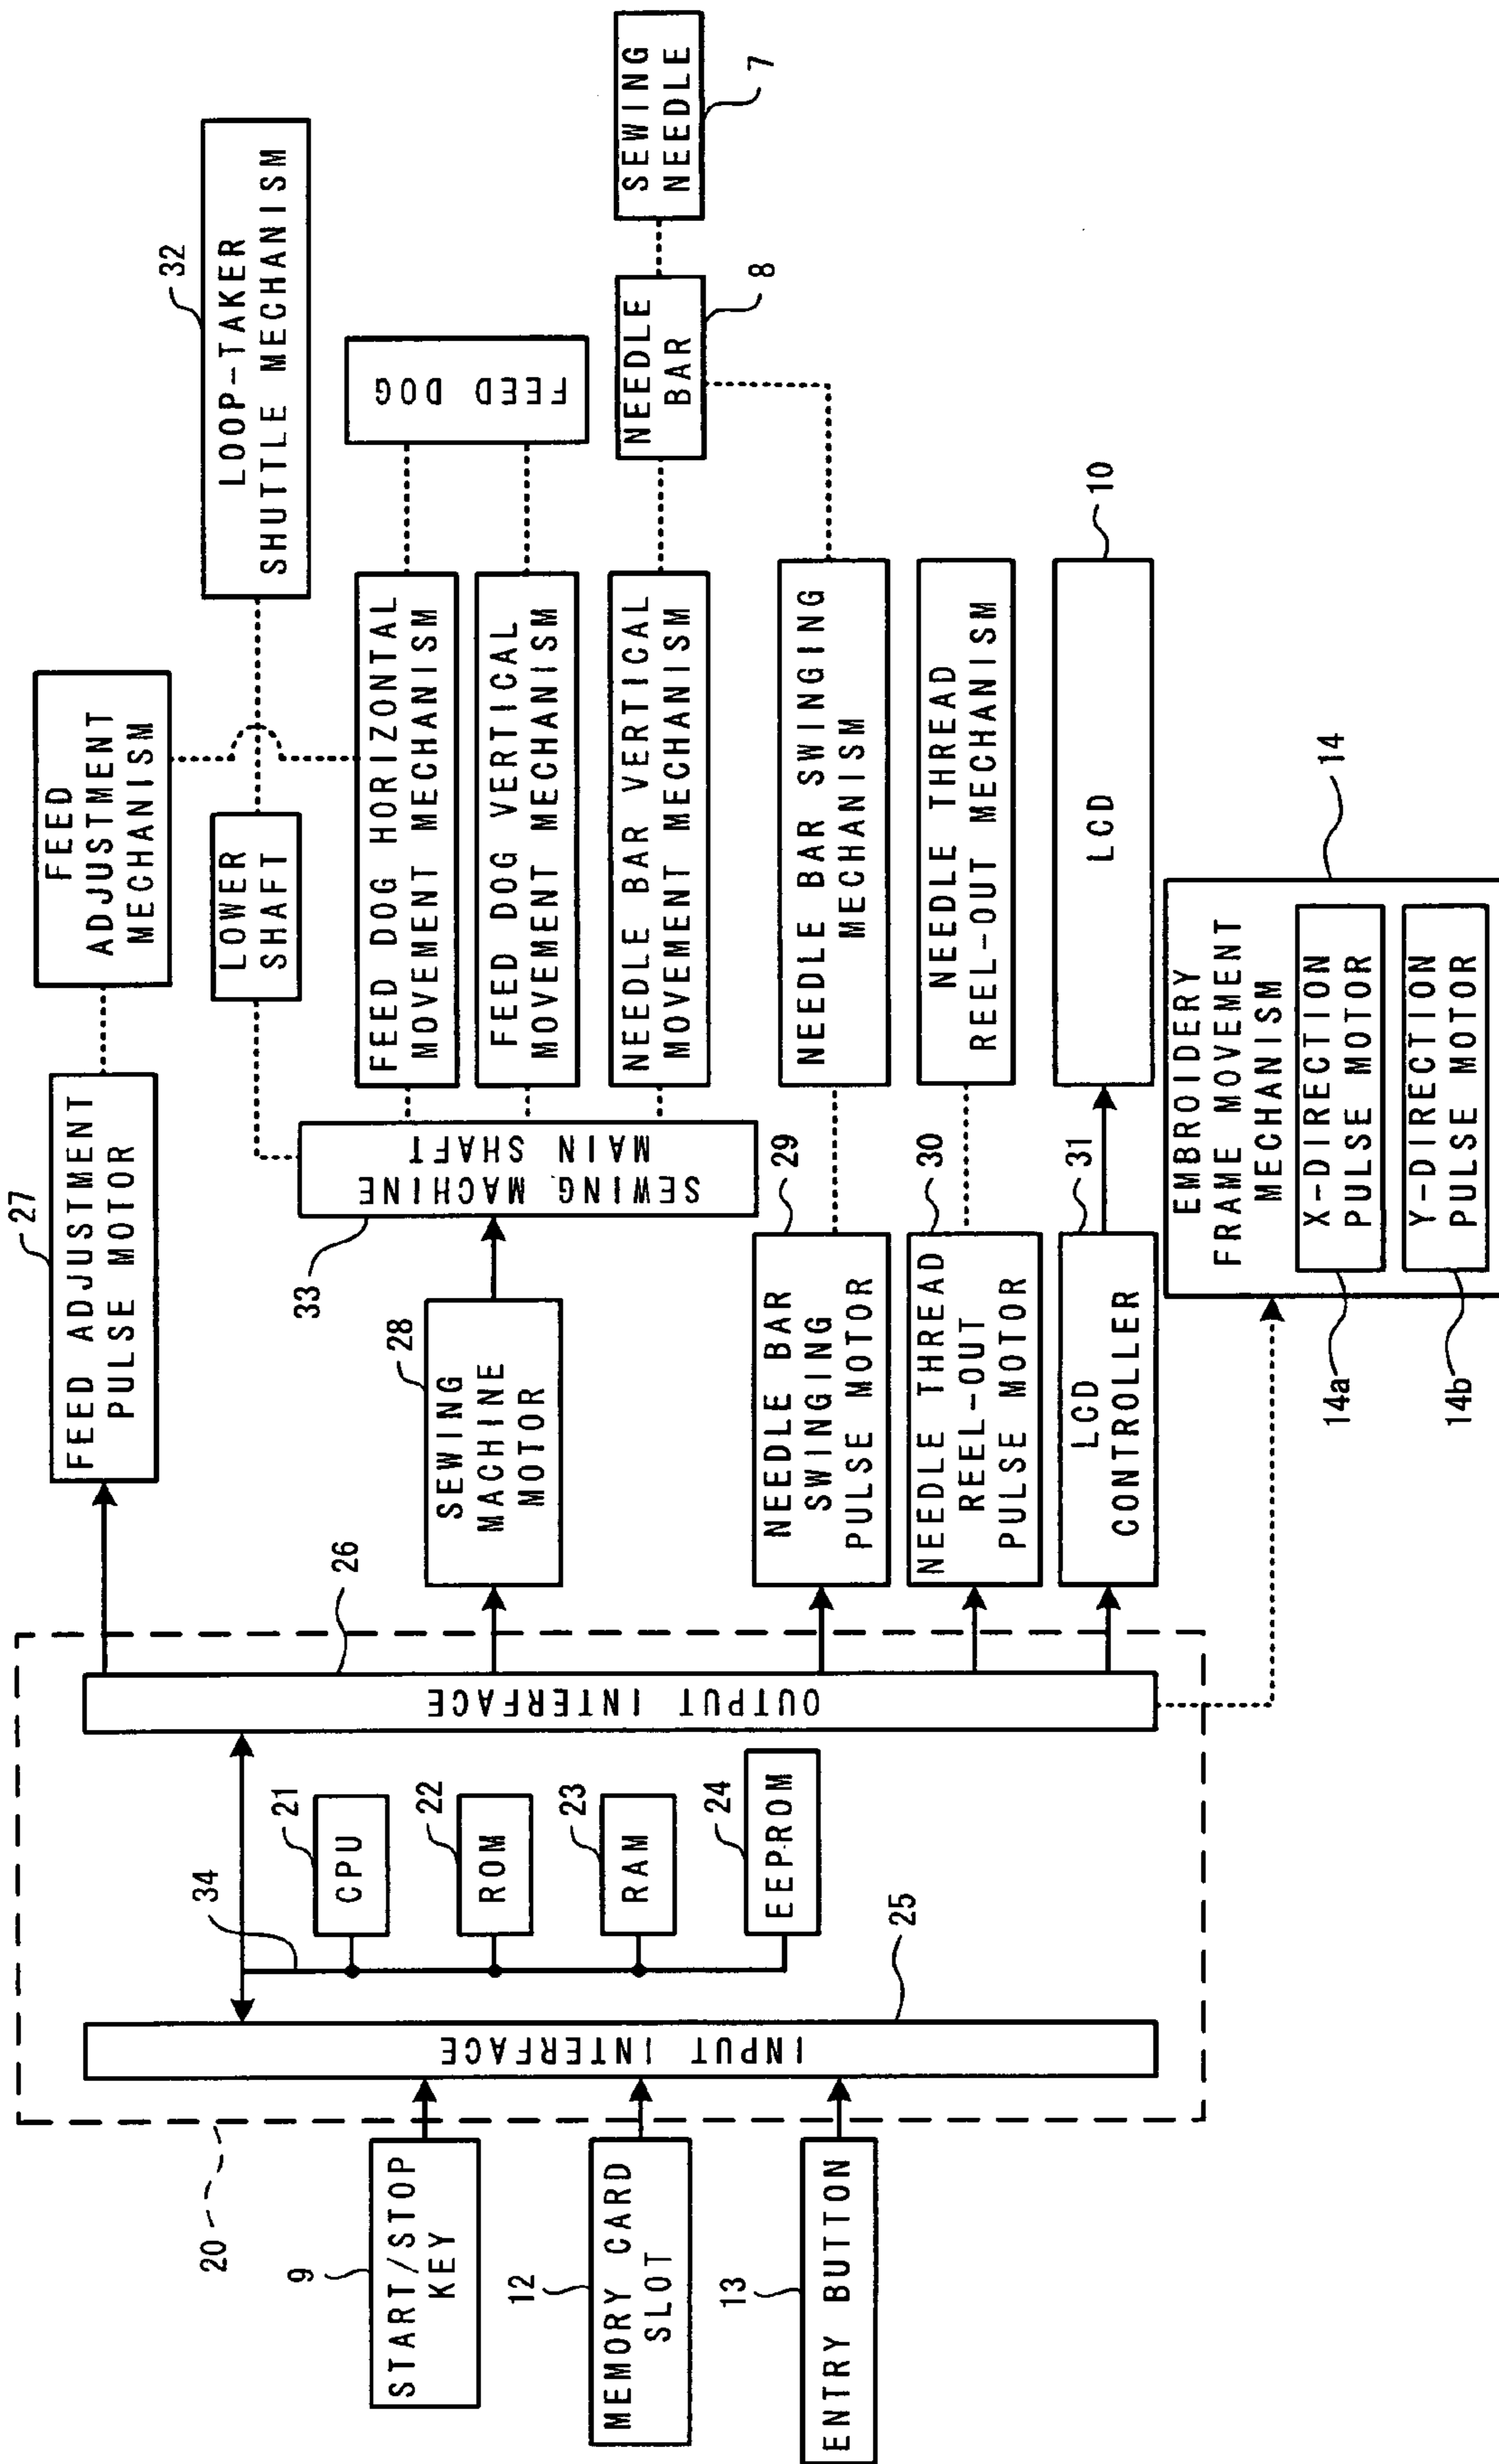 20
9
START/STOP
KEY
12
MEMORY CARD
SLOT
13
ENTRY BUTTON
INPUT INTERFACE
25
34
21
CPU
22
ROM
23
RAM
24
EEPROM
OUTPUT INTERFACE
26
27
FEED ADJUSTMENT
PULSE MOTOR
28
SEWING
MACHINE
MOTOR
29
NEEDLE BAR
SWINGING
PULSE MOTOR
30
NEEDLE THREAD
REEL-OUT
PULSE MOTOR
31
LCD
CONTROLLER
33
SEWING MACHINE
MAIN SHAFT
FEED
ADJUSTMENT
MECHANISM
LOWER
SHAFT
32
LOOP-TAKER
SHUTTLE MECHANISM
FEED DOG HORIZONTAL
MOVEMENT MECHANISM
FEED DOG VERTICAL
MOVEMENT MECHANISM
FEED DOG
NEEDLE BAR VERTICAL
MOVEMENT MECHANISM
NEEDLE
BAR
8
SEWING
NEEDLE
7
NEEDLE BAR SWINGING
MECHANISM
NEEDLE THREAD
REEL-OUT MECHANISM
LCD
10
14
EMBROIDERY
FRAME MOVEMENT
MECHANISM
X-DIRECTION
PULSE MOTOR
14a
Y-DIRECTION
PULSE MOTOR
14b